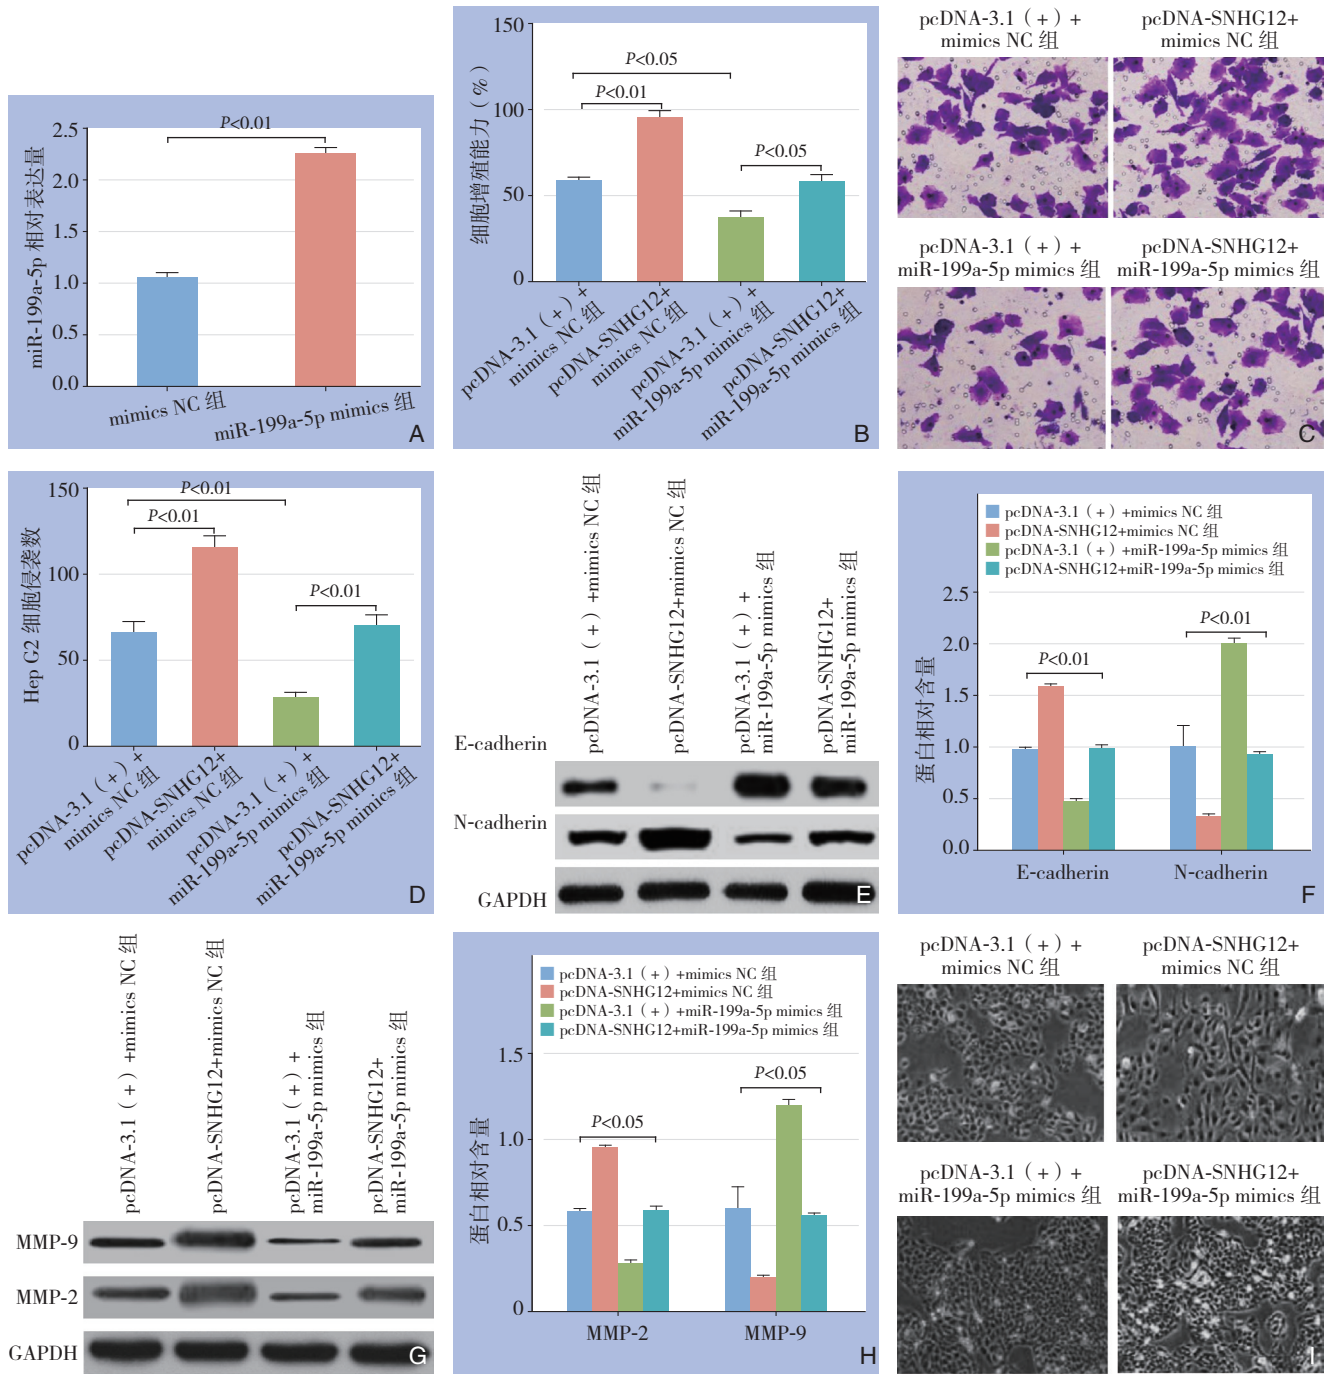 P<0.01
2.5
2.0
1.5
1.0
0.5
0.0
miR-199a-5p 相对表达量
mimics NC 组
miR-199a-5p mimics 组
A
150
100
50
0
细胞增殖能力（%）
P<0.05
P<0.01
P<0.05
pcDNA-3.1（+）+
mimics NC 组
pcDNA-SNHG12+
mimics NC 组
pcDNA-3.1（+）+
miR-199a-5p mimics 组
pcDNA-SNHG12+
miR-199a-5p mimics 组
B
pcDNA-3.1（+）+
mimics NC 组
pcDNA-SNHG12+
mimics NC 组
pcDNA-3.1（+）+
miR-199a-5p mimics 组
pcDNA-SNHG12+
miR-199a-5p mimics 组
C
150
100
50
0
Hep G2 细胞侵袭数
P<0.01
P<0.01
P<0.01
pcDNA-3.1（+）+
mimics NC 组
pcDNA-SNHG12+
mimics NC 组
pcDNA-3.1（+）+
miR-199a-5p mimics 组
pcDNA-SNHG12+
miR-199a-5p mimics 组
D
pcDNA-3.1（+）+mimics NC 组
pcDNA-SNHG12+mimics NC 组
pcDNA-3.1（+）+
miR-199a-5p mimics 组
pcDNA-SNHG12+
miR-199a-5p mimics 组
E-cadherin
N-cadherin
GAPDH
E
pcDNA-3.1（+）+mimics NC 组
pcDNA-SNHG12+mimics NC 组
pcDNA-3.1（+）+miR-199a-5p mimics 组
pcDNA-SNHG12+miR-199a-5p mimics 组
2.5
2.0
1.5
1.0
0.5
0.0
蛋白相对含量
P<0.01
P<0.01
E-cadherin
N-cadherin
F
pcDNA-3.1（+）+mimics NC 组
pcDNA-SNHG12+mimics NC 组
pcDNA-3.1（+）+
miR-199a-5p mimics 组
pcDNA-SNHG12+
miR-199a-5p mimics 组
MMP-9
MMP-2
GAPDH
G
pcDNA-3.1（+）+mimics NC 组
pcDNA-SNHG12+mimics NC 组
pcDNA-3.1（+）+miR-199a-5p mimics 组
pcDNA-SNHG12+miR-199a-5p mimics 组
1.5
1.0
0.5
0
蛋白相对含量
P<0.05
P<0.05
MMP-2
MMP-9
H
pcDNA-3.1（+）+
mimics NC 组
pcDNA-SNHG12+
mimics NC 组
pcDNA-3.1（+）+
miR-199a-5p mimics 组
pcDNA-SNHG12+
miR-199a-5p mimics 组
I